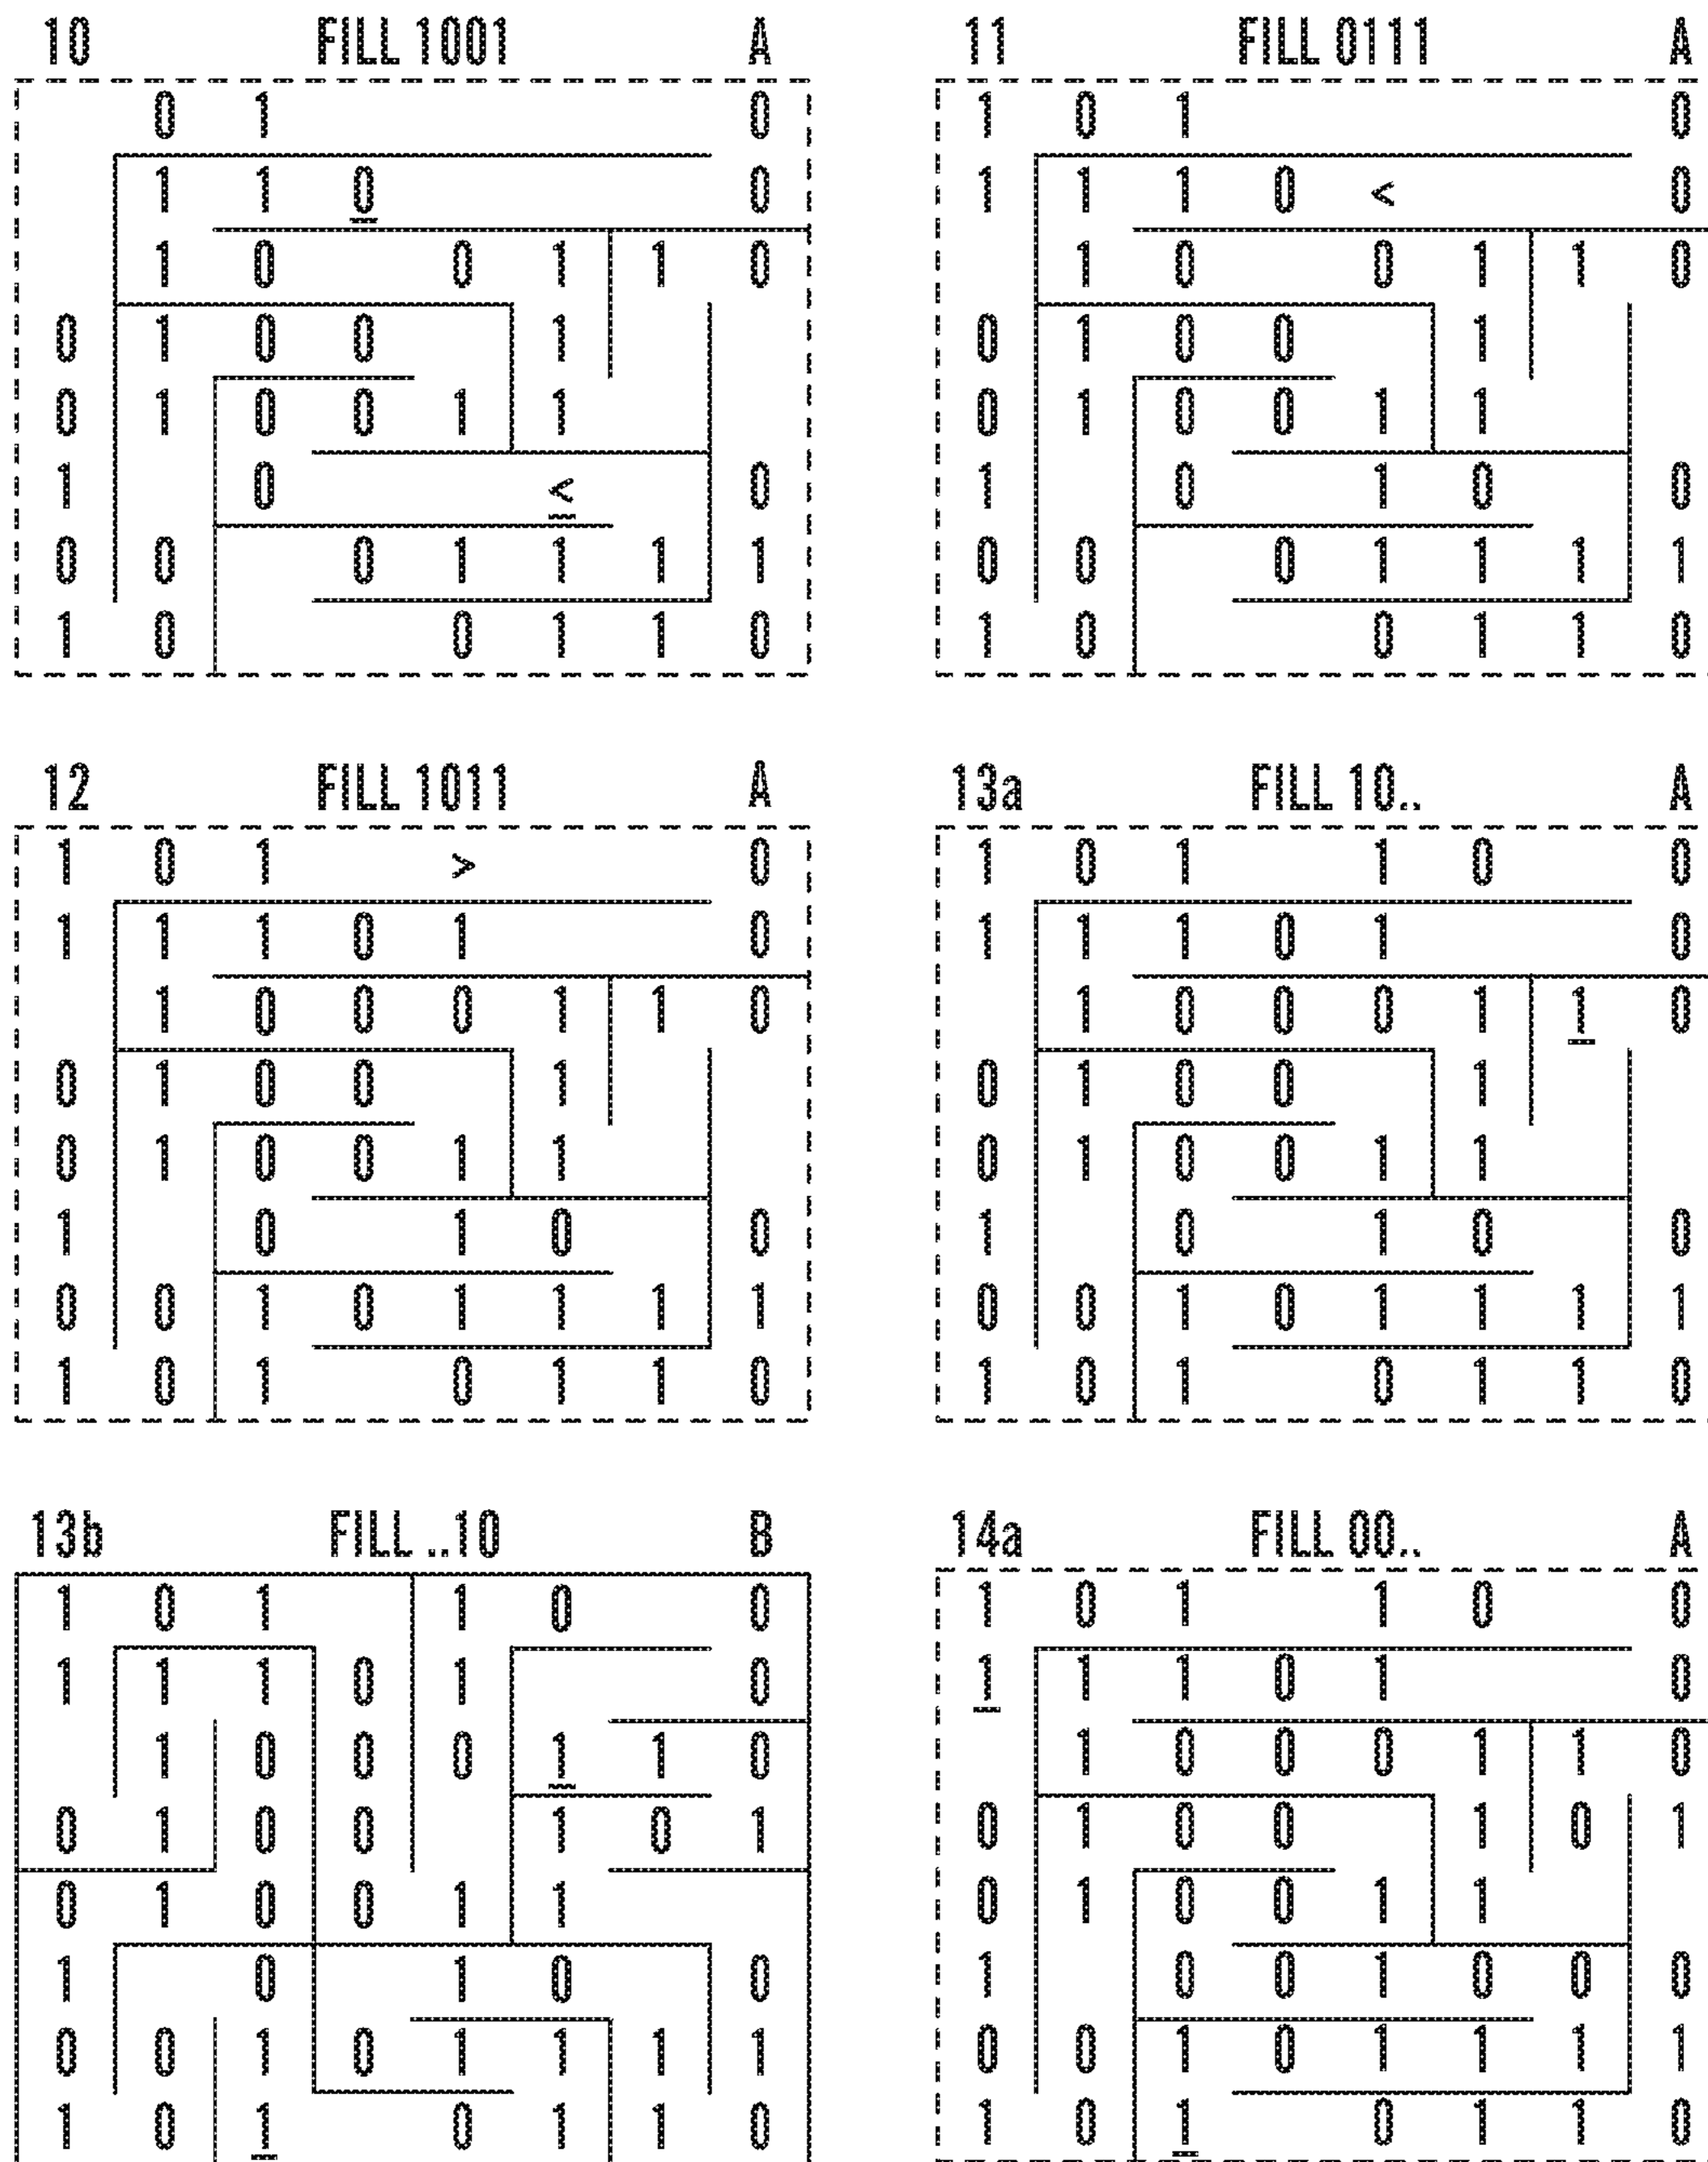 10 FILL 1001 A
0 1 0
1 1 0 0
1 0 0 1 1 0
0 1 0 0 1
0 1 0 0 1 1
1 0 < 0
0 0 0 1 1 1 1
1 0 0 1 1 0
11 FILL 0111 A
1 0 1 0
1 1 1 0 < 0
1 0 0 1 1 0
0 1 0 0 1
0 1 0 0 1 1
1 0 1 0 0
0 0 0 1 1 1 1
1 0 0 1 1 0
12 FILL 1011 A
1 0 1 > 0
1 1 1 0 1 0
1 0 0 0 1 1 0
0 1 0 0 1
0 1 0 0 1 1
1 0 1 0 0
0 0 1 0 1 1 1 1
1 0 1 0 1 1 0
13a FILL 10.. A
1 0 1 1 0 0
1 1 1 0 1 0
1 0 0 0 1 1 0
0 1 0 0 1
0 1 0 0 1 1
1 0 1 0 0
0 0 1 0 1 1 1 1
1 0 1 0 1 1 0
13b FILL ..10 B
1 0 1 1 0 0
1 1 1 0 1 0
1 0 0 0 1 1 0
0 1 0 0 1 0 1
0 1 0 0 1 1
1 0 1 0 0
0 0 1 0 1 1 1 1
1 0 1 0 1 1 0
14a FILL 00.. A
1 0 1 1 0 0
1 1 1 0 1 0
1 0 0 0 1 1 0
0 1 0 0 1 0 1
0 1 0 0 1 1
1 0 0 1 0 0 0
0 0 1 0 1 1 1 1
1 0 1 0 1 1 0